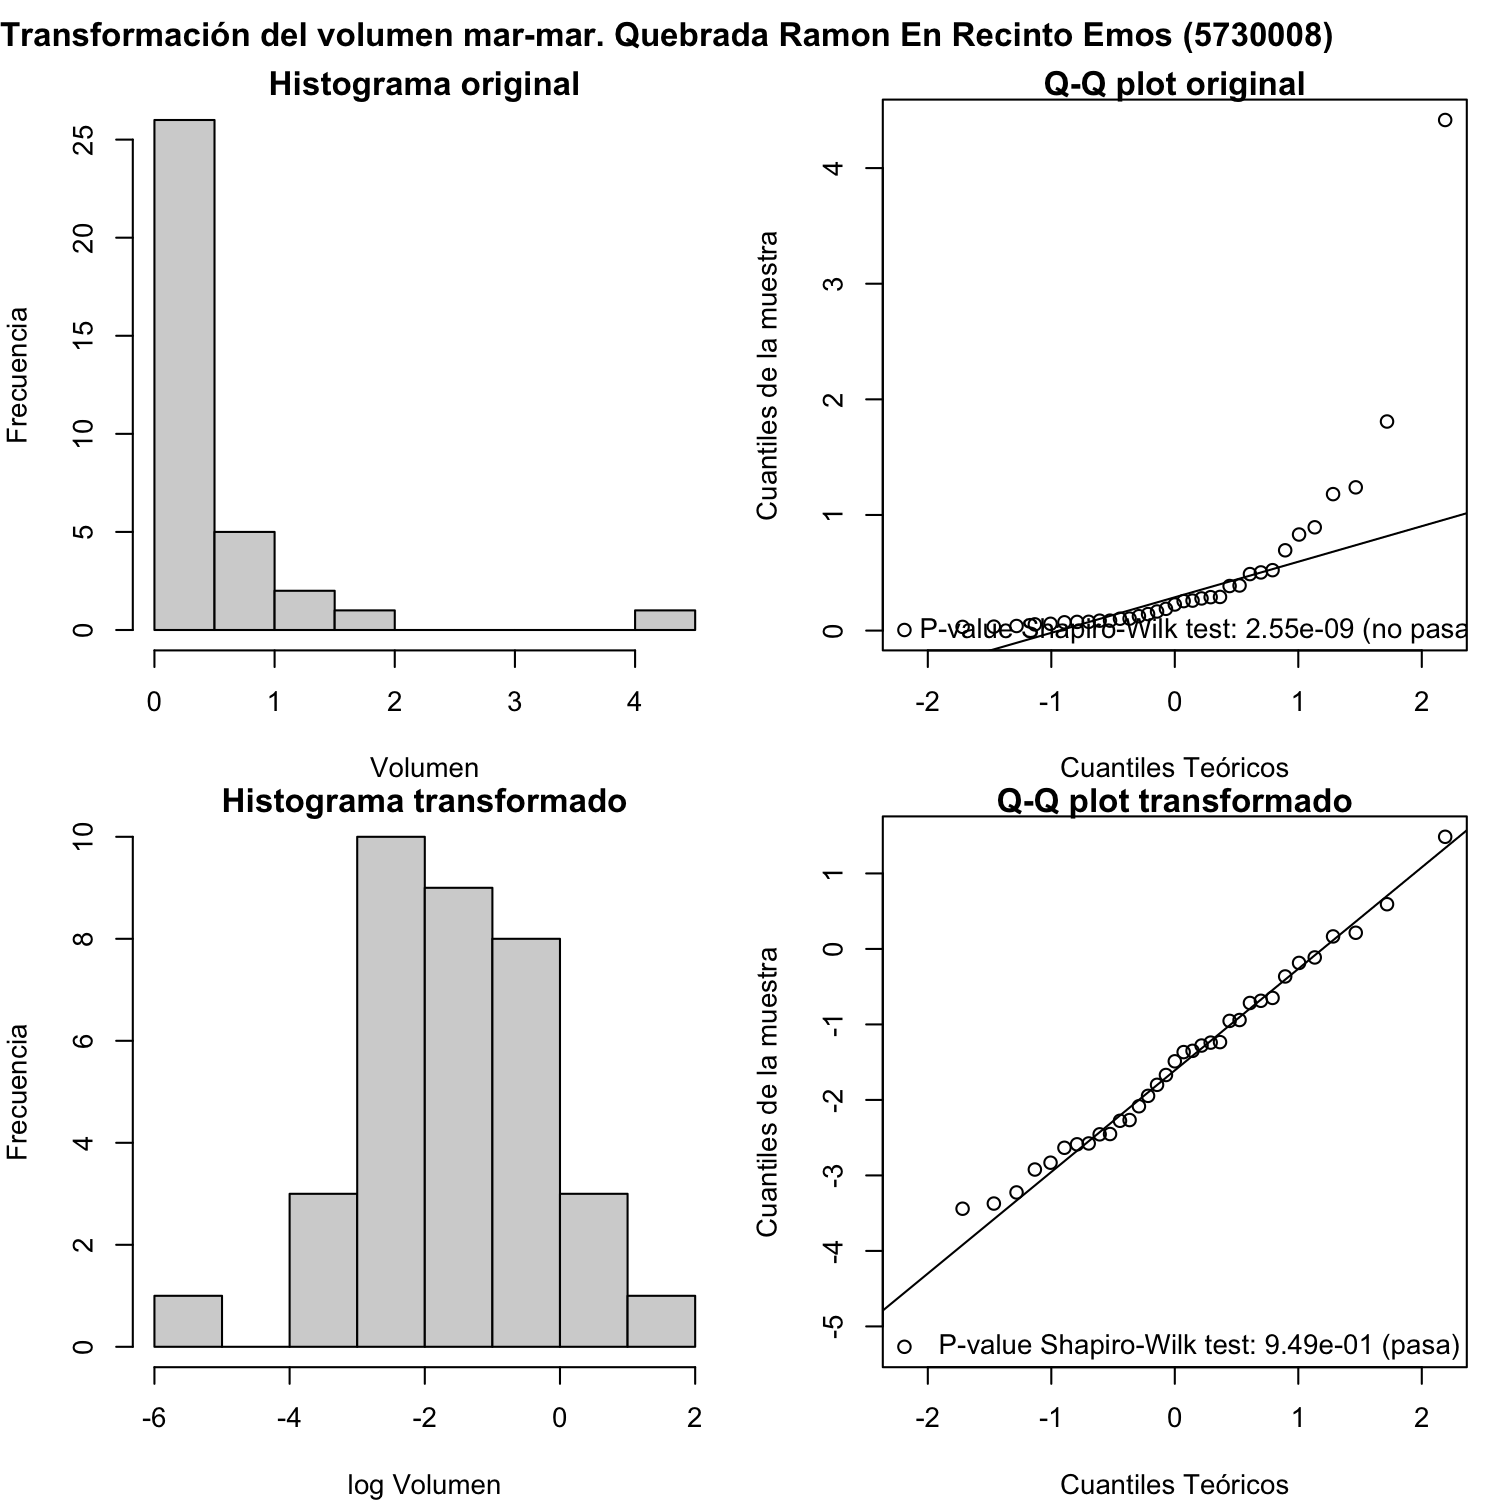 Transformación del volumen mar-mar. Quebrada Ramon En Recinto Emos (5730008)
Histograma original
Frecuencia
25
20
15
10
5
0
0 1 2 3 4
Volumen
Q-Q plot original
Cuantiles de la muestra
4
3
2
1
0
P-value Shapiro-Wilk test: 2.55e-09 (no pasa
-2 -1 0 1 2
Cuantiles Teóricos
Histograma transformado
Frecuencia
10
8
6
4
2
0
-6 -4 -2 0 2
log Volumen
Q-Q plot transformado
Cuantiles de la muestra
1
0
-1
-2
-3
-4
-5
P-value Shapiro-Wilk test: 9.49e-01 (pasa)
-2 -1 0 1 2
Cuantiles Teóricos